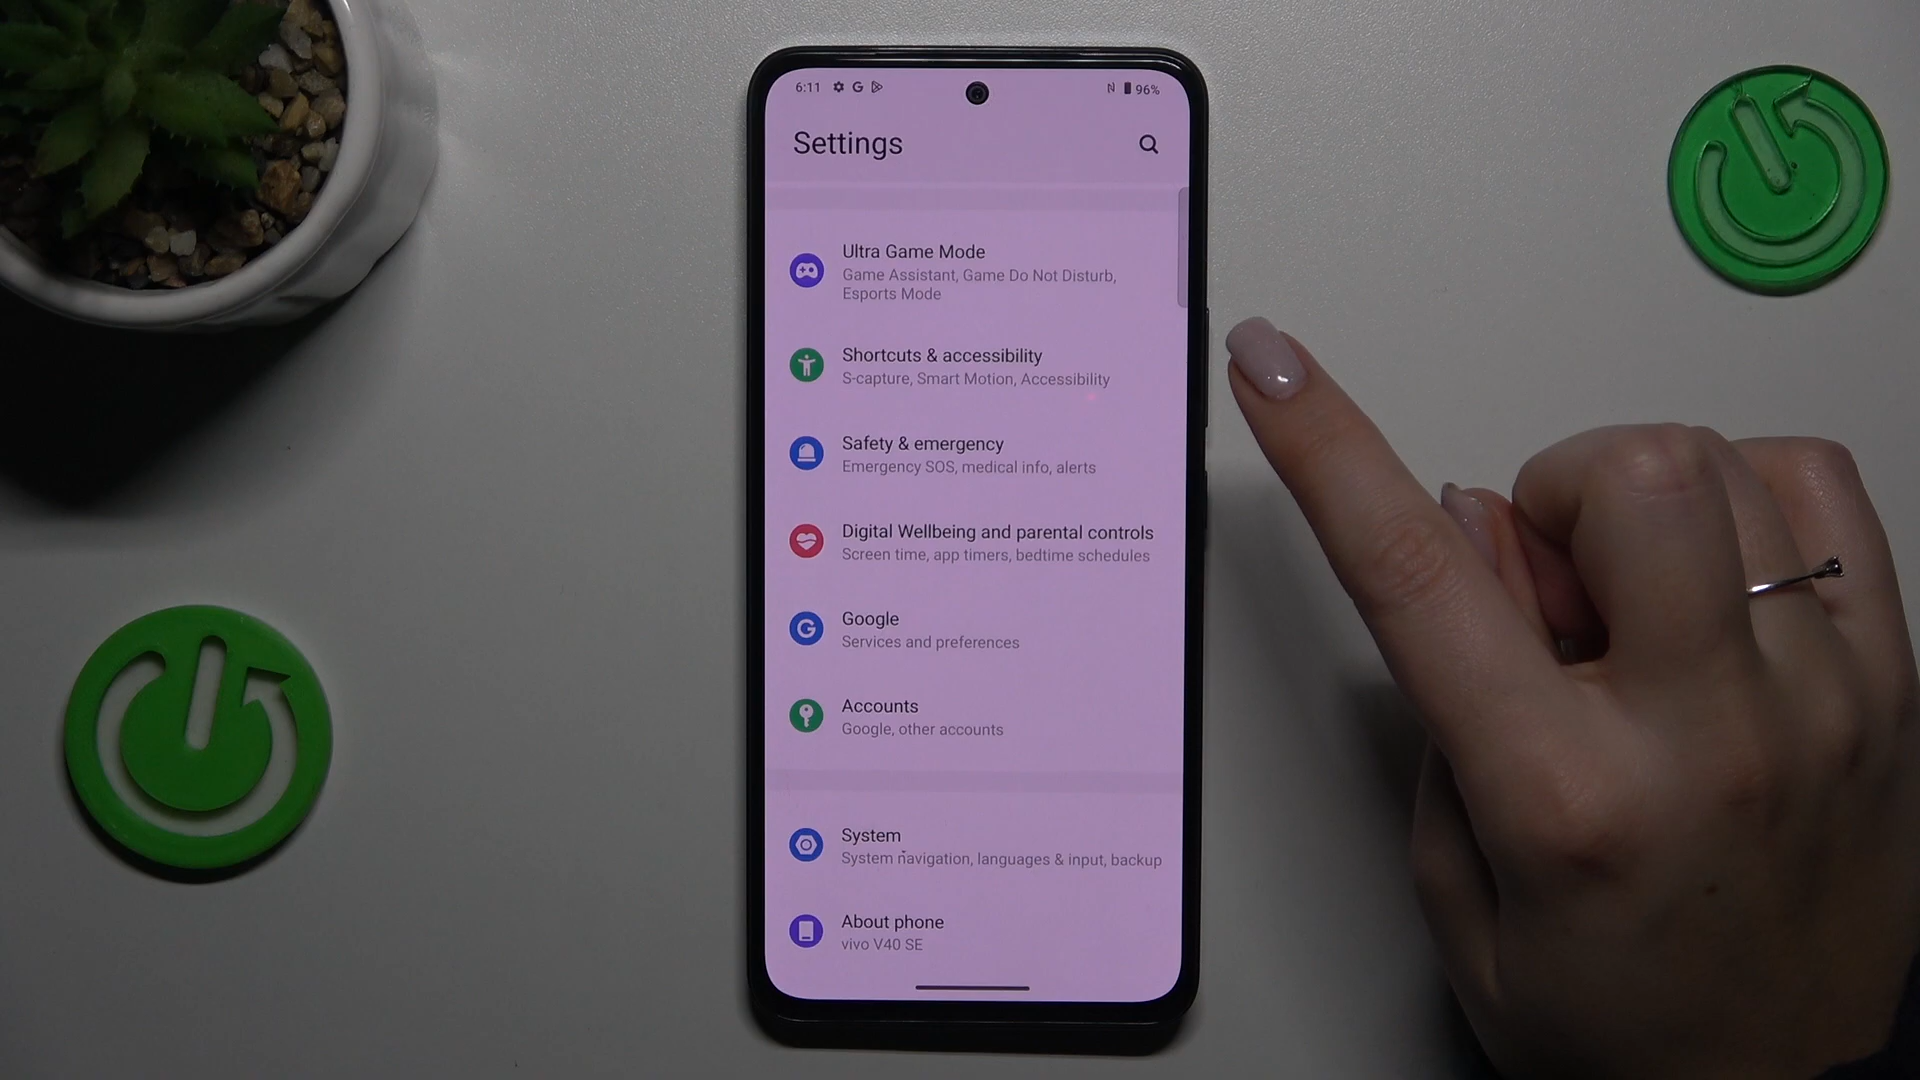 6:11
96%
Settings
Ultra Game Mode
Game Assistant, Game Do Not Disturb,
Esports Mode
Shortcuts & accessibility
S-capture, Smart Motion, Accessibility
Safety & emergency
Emergency SOS, medical info, alerts
Digital Wellbeing and parental controls
Screen time, app timers, bedtime schedules
Google
Services and preferences
Accounts
Google, other accounts
System
System navigation, languages & input, backup
About phone
vivo V40 SE